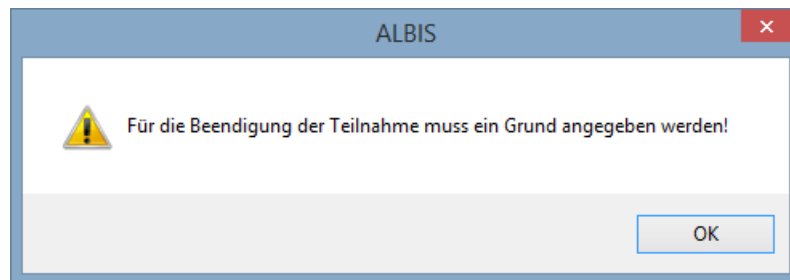 ALBIS
Für die Beendigung der Teilnahme muss ein Grund angegeben werden!
OK